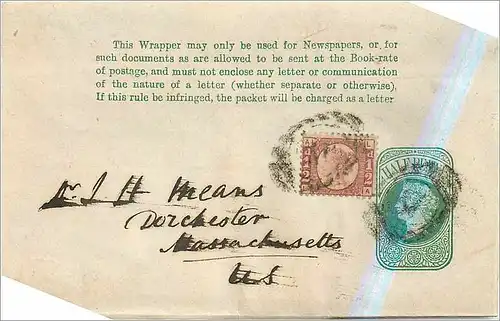 This Wrapper may only be used for Newspapers, or for
such documents as are allowed to be sent at the Book-rate
of postage, and must not enclose any letter or communication
of the nature of a letter (whether separate or otherwise).
If this rule be infringed, the packet will be charged as a letter
HALFPENNY
J H Means
Dorchester
Massachusetts
US